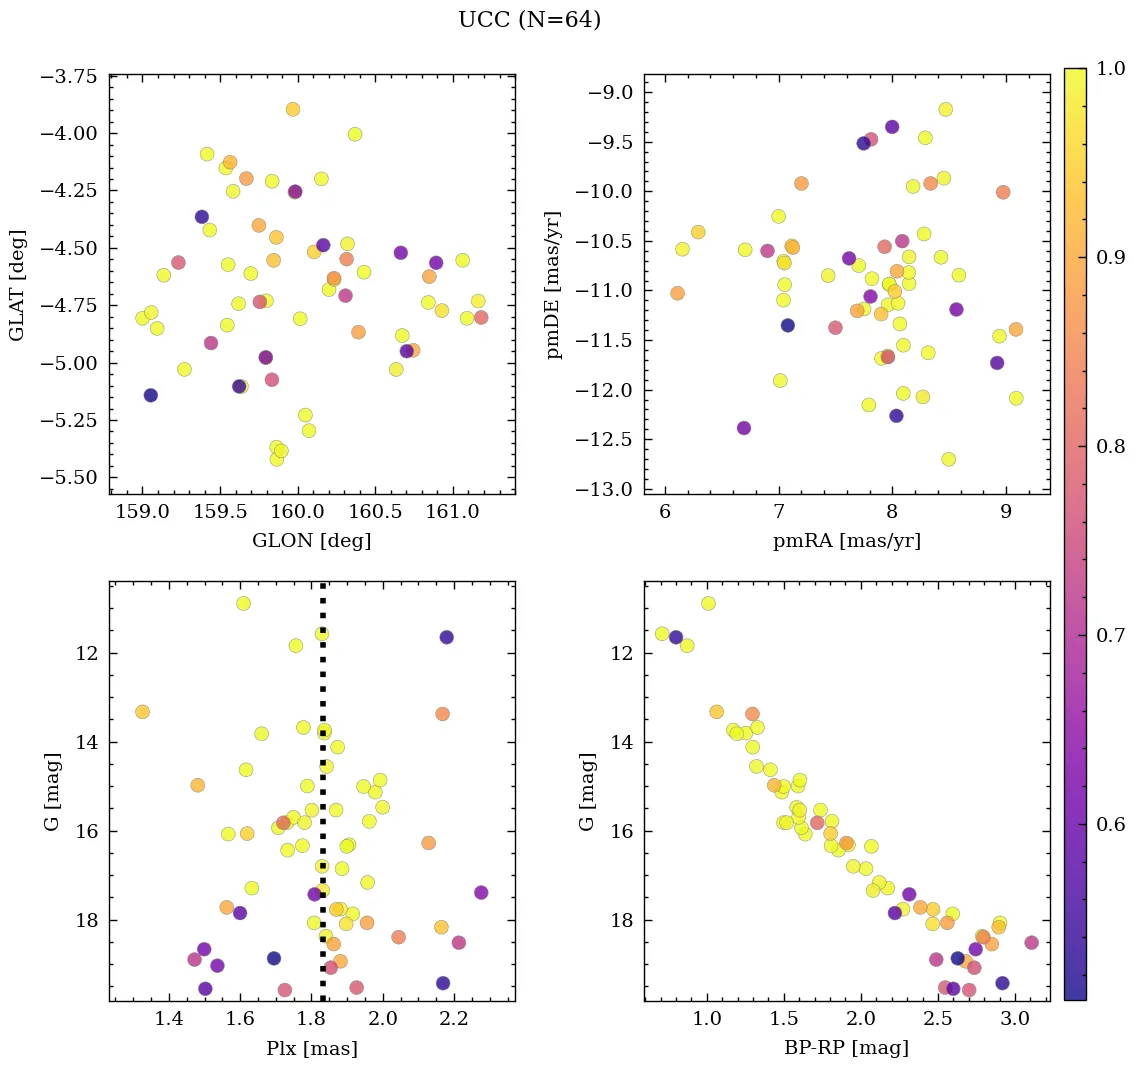 UCC (N=64)
−3.75
−4.00
−4.25
−4.50
−4.75
−5.00
−5.25
−5.50
GLAT [deg]
159.0 159.5 160.0 160.5 161.0
GLON [deg]
−9.0
−9.5
−10.0
−10.5
−11.0
−11.5
−12.0
−12.5
−13.0
pmDE [mas/yr]
6 7 8 9
pmRA [mas/yr]
12
14
16
18
G [mag]
1.4 1.6 1.8 2.0 2.2
Plx [mas]
12
14
16
18
G [mag]
1.0 1.5 2.0 2.5 3.0
BP-RP [mag]
1.0
0.9
0.8
0.7
0.6